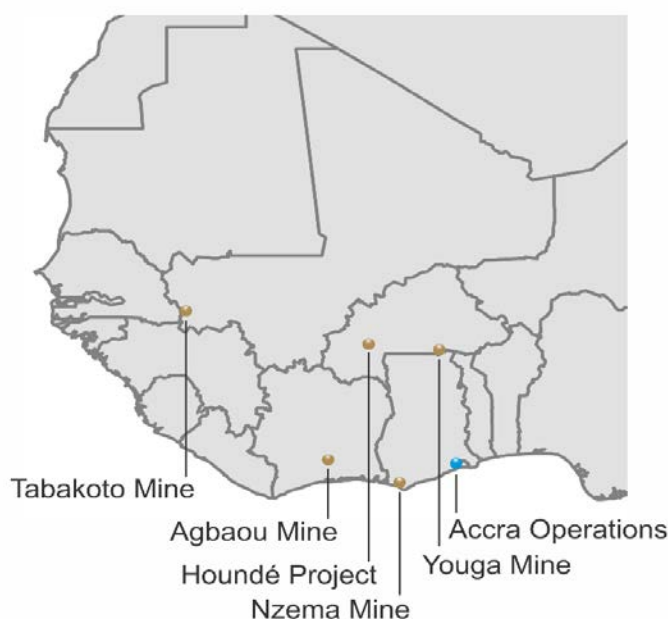 Tabakoto Mine
Agbaou Mine
Accra Operations
Houndé Project
Youga Mine
Nzema Mine